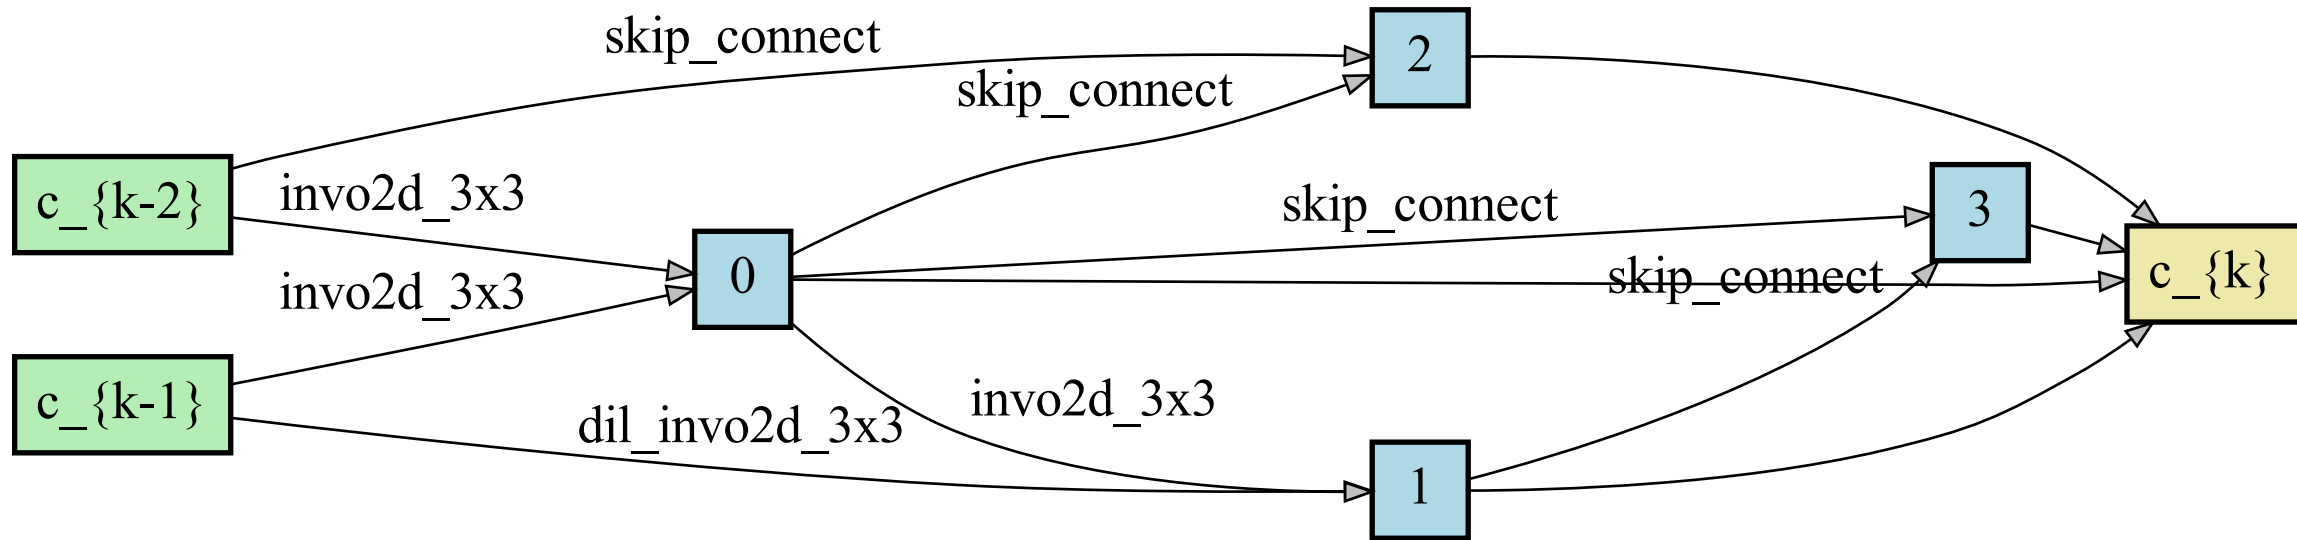 skip_connect
2
skip_connect
c_{k-2}
invo2d_3x3
skip_connect
3
0
skip_connect
c_{k}
invo2d_3x3
c_{k-1}
invo2d_3x3
dil_invo2d_3x3
1